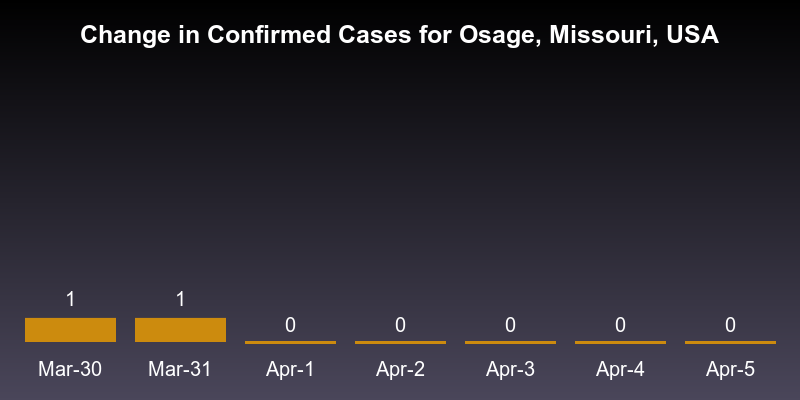 Change in Confirmed Cases for Osage, Missouri, USA
1 1 0 0 0 0 0
Mar-30 Mar-31 Apr-1 Apr-2 Apr-3 Apr-4 Apr-5